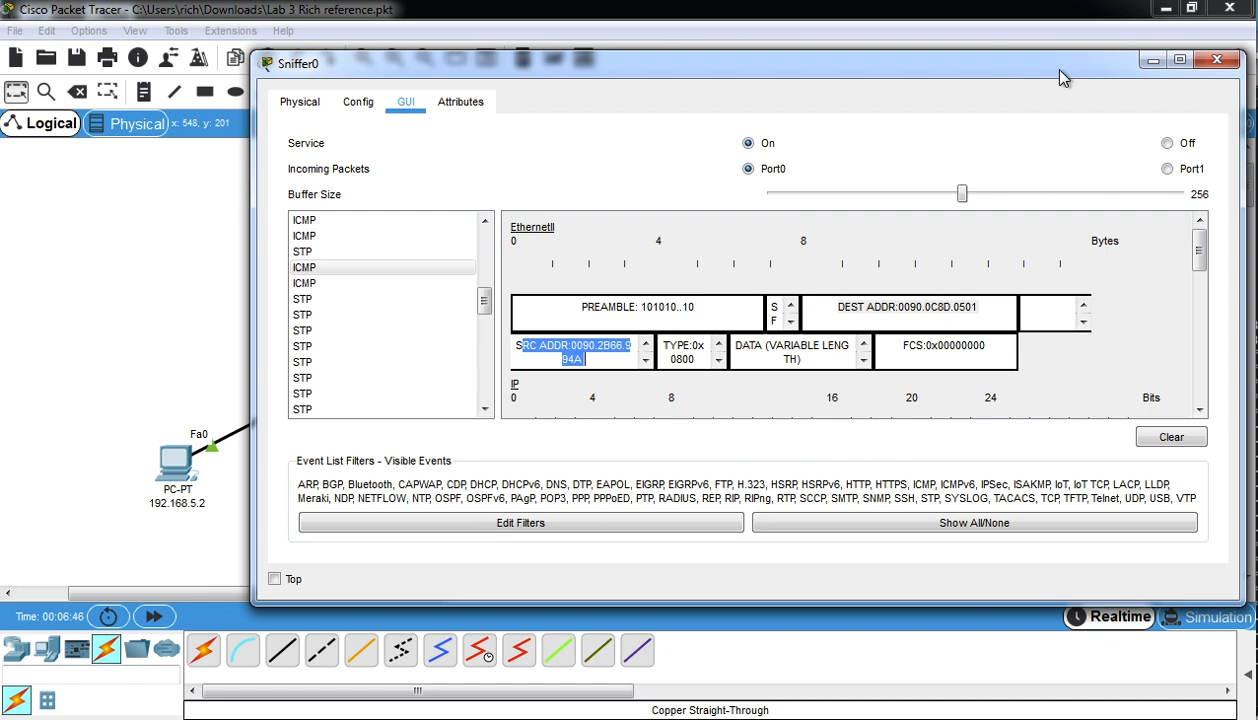 Cisco Packet Tracer - C:\Users\rich\Downloads\Lab 3 Rich reference.pkt
File Edit Options View Tools Extensions Help
Sniffer0
Physical Config GUI Attributes
Logical Physical x: 548, y: 201
Service On Off
Incoming Packets Port0 Port1
Buffer Size 256
ICMP
ICMP
STP
ICMP
ICMP
STP
STP
STP
STP
STP
STP
STP
STP
EthernetII
0 4 8 Bytes
PREAMBLE: 101010..10
S
F
DEST ADDR:0090.0C8D.0501
SRC ADDR:0090.2B66.9
94A
TYPE:0x
0800
DATA (VARIABLE LENG
TH)
FCS:0x00000000
IP
0 4 8 16 20 24 Bits
Clear
Fa0
PC-PT
192.168.5.2
Event List Filters - Visible Events
ARP, BGP, Bluetooth, CAPWAP, CDP, DHCP, DHCPv6, DNS, DTP, EAPOL, EIGRP, EIGRPv6, FTP, H.323, HSRP, HSRPv6, HTTP, HTTPS, ICMP, ICMPv6, IPSec, ISAKMP, IoT, IoT TCP, LACP, LLDP,
Meraki, NDP, NETFLOW, NTP, OSPF, OSPFv6, PAgP, POP3, PPP, PPPoED, PTP, RADIUS, REP, RIP, RIPng, RTP, SCCP, SMTP, SNMP, SSH, STP, SYSLOG, TACACS, TCP, TFTP, Telnet, UDP, USB, VTP
Edit Filters Show All/None
Top
Time: 00:06:46 Realtime Simulation
Copper Straight-Through